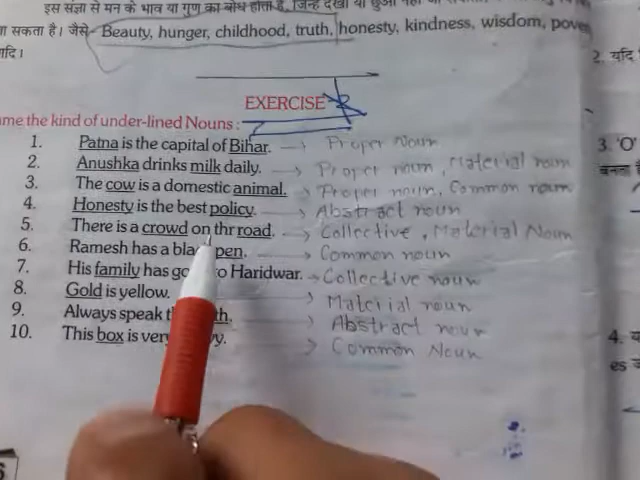 इस संज्ञा से मन के भाव या गुण का बोध होता है, जिन्हें देखा या छुआ नहीं जा
जा सकता है। जैसे- Beauty, hunger, childhood, truth, honesty, kindness, wisdom, pove
आदि।
2. यदि
EXERCISE
ame the kind of under-lined Nouns :
1. Patna is the capital of Bihar. → Proper Noun
3. 'O'
2. Anushka drinks milk daily. → Proper noun, Material noun
3. The cow is a domestic animal. → Proper noun, Common noun
4. Honesty is the best policy. → Abstract noun
5. There is a crowd on thr road. → Collective, Material Noun
6. Ramesh has a bla pen. → Common noun
7. His family has go to Haridwar. → Collective noun
8. Gold is yellow. → Material noun
9. Always speak t th. → Abstract noun
4.
10. This box is very vy. → Common Noun
es